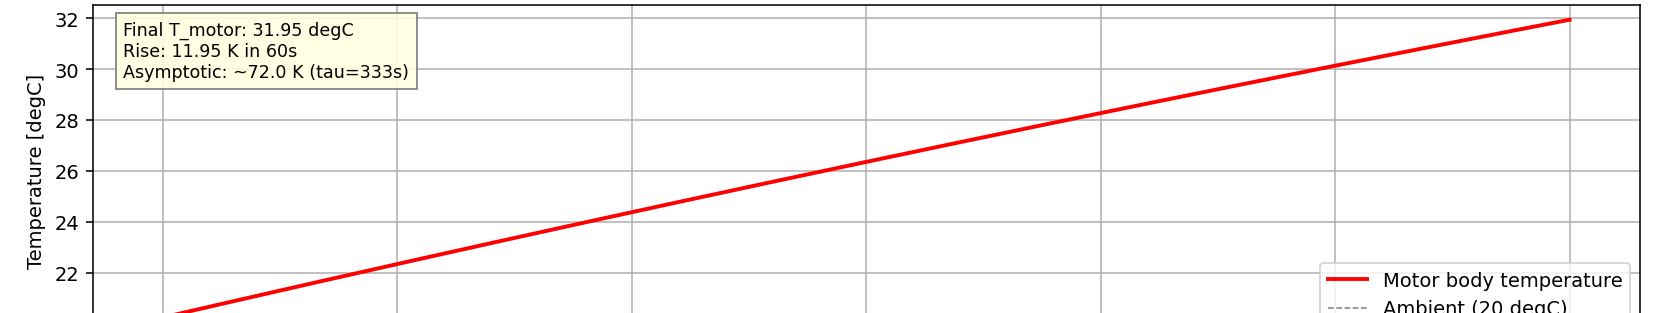 Final T_motor: 31.95 degC
Rise: 11.95 K in 60s
Asymptotic: ~72.0 K (tau=333s)
Temperature [degC]
32
30
28
26
24
22
Motor body temperature
Ambient (20 degC)